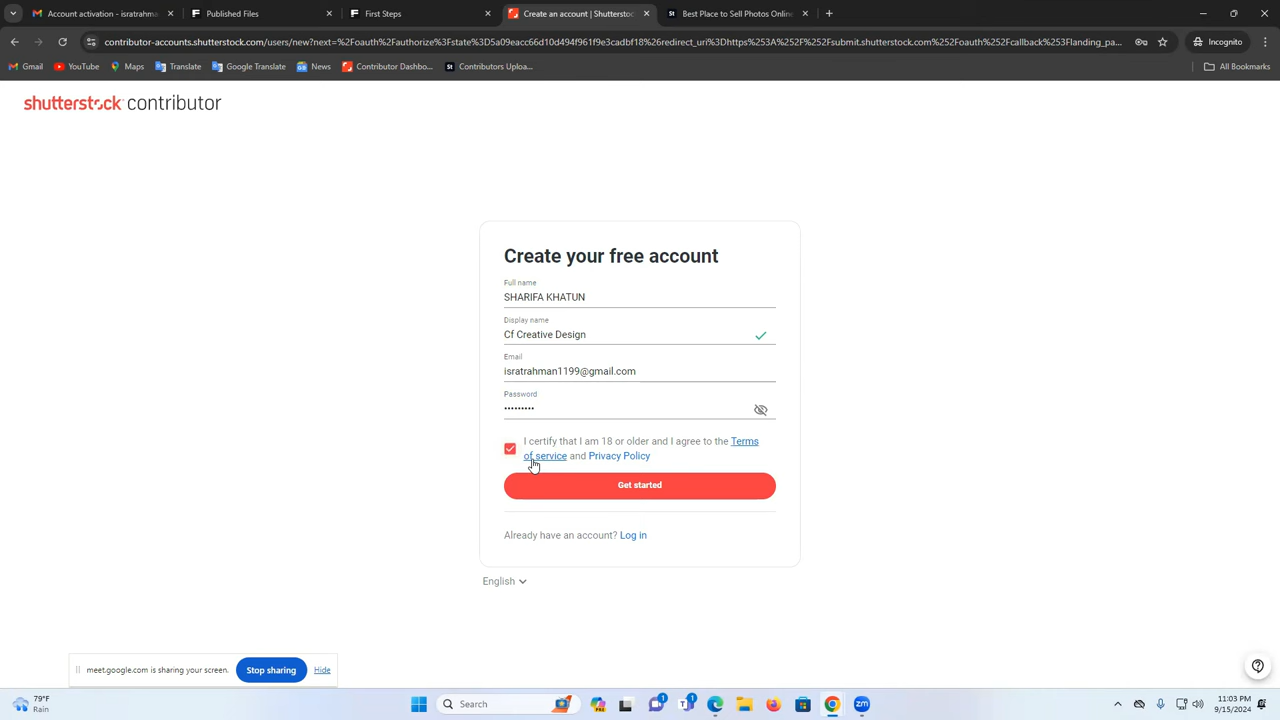 Account activation - isratrahma
Published Files
First Steps
Create an account | Shutterstoc
Best Place to Sell Photos Online
contributor-accounts.shutterstock.com/users/new?next=%2Foauth%2Fauthorize%3Fstate%3D5a09eacc66d10d494f961f9e3cadbf18%26redirect_uri%3Dhttps%253A%252F%252Fsubmit.shutterstock.com%252Foauth%252Fcallback%253Flanding_pa...
Incognito
Gmail YouTube Maps Translate Google Translate News Contributor Dashbo... Contributors Uploa... All Bookmarks
shutterstock contributor
Create your free account
Full name
SHARIFA KHATUN
Display name
Cf Creative Design
Email
isratrahman1199@gmail.com
Password
•••••••••
I certify that I am 18 or older and I agree to the Terms
of service and Privacy Policy
Get started
Already have an account? Log in
English
meet.google.com is sharing your screen. Stop sharing Hide
79°F
Rain
Search
11:03 PM
9/15/2024